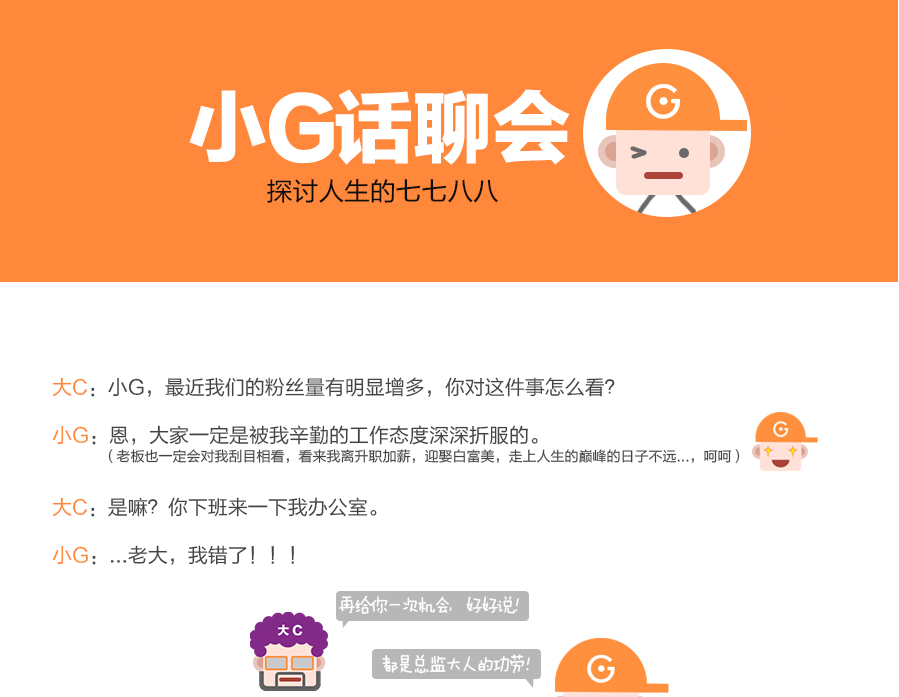 小G话聊会
探讨人生的七七八八
大C：小G，最近我们的粉丝量有明显增多，你对这件事怎么看？
小G：恩，大家一定是被我辛勤的工作态度深深折服的。
（老板也一定会对我刮目相看，看来我离升职加薪，迎娶白富美，走上人生的巅峰的日子不远...，呵呵）
大C：是嘛？你下班来一下我办公室。
小G：...老大，我错了！！！
再给你一次机会，好好说！
大C
都是总监大人的功劳！